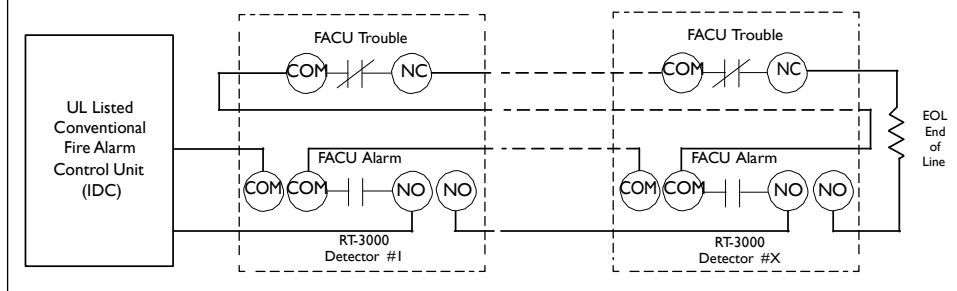 FACU Trouble
COM
NC
FACU Trouble
COM
NC
UL Listed
Conventional
Fire Alarm
Control Unit
(IDC)
EOL
End
of
Line
FACU Alarm
COM
COM
NO
NO
FACU Alarm
COM
COM
NO
NO
RT-3000
Detector #1
RT-3000
Detector #X